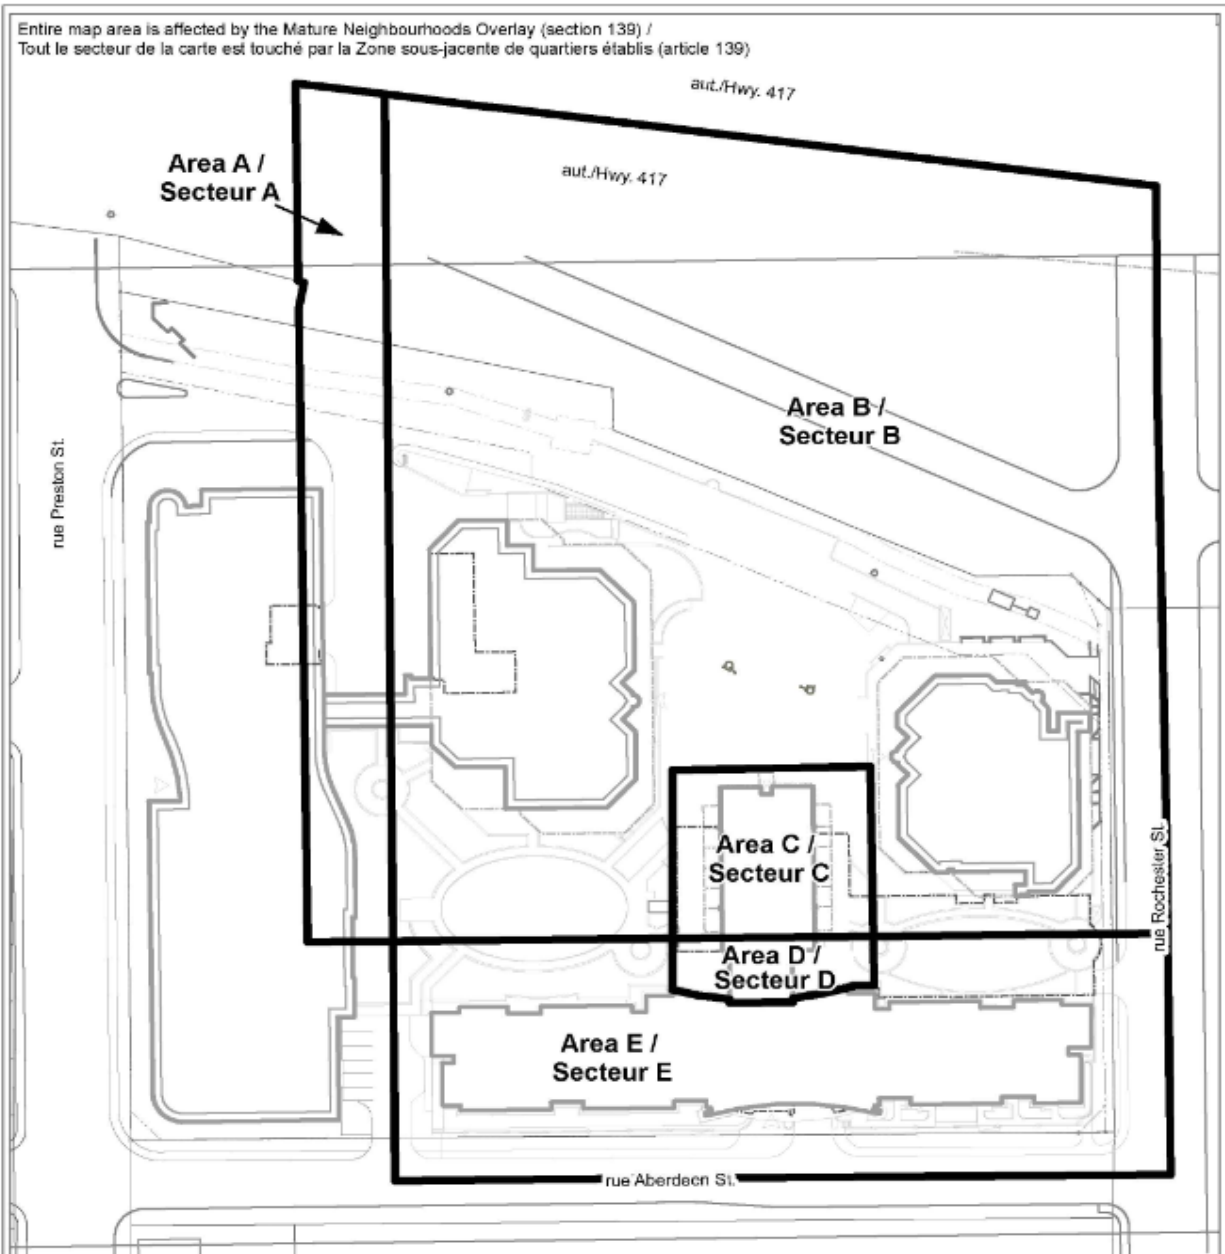 Entire map area is affected by the Mature Neighbourhoods Overlay (section 139) /
Tout le secteur de la carte est touché par la Zone sous-jacente de quartiers établis (article 139)
aut./Hwy. 417
Area A /
Secteur A
aut./Hwy. 417
Area B /
Secteur B
rue Preston St.
Area C /
Secteur C
rue Rochester St.
Area D /
Secteur D
Area E /
Secteur E
rue Aberdeen St.